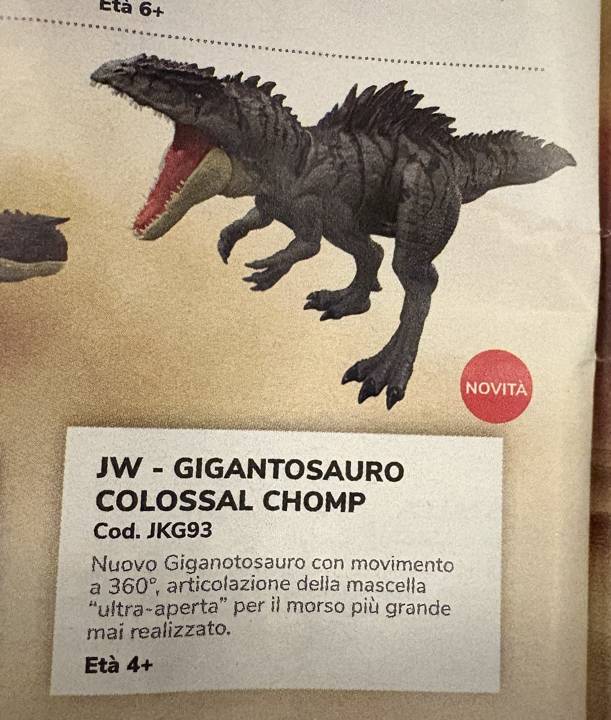 Età 6+
NOVITÀ
JW - GIGANTOSAURO
COLOSSAL CHOMP
Cod. JKG93
Nuovo Giganotosauro con movimento
a 360°, articolazione della mascella
“ultra-aperta” per il morso più grande
mai realizzato.
Età 4+